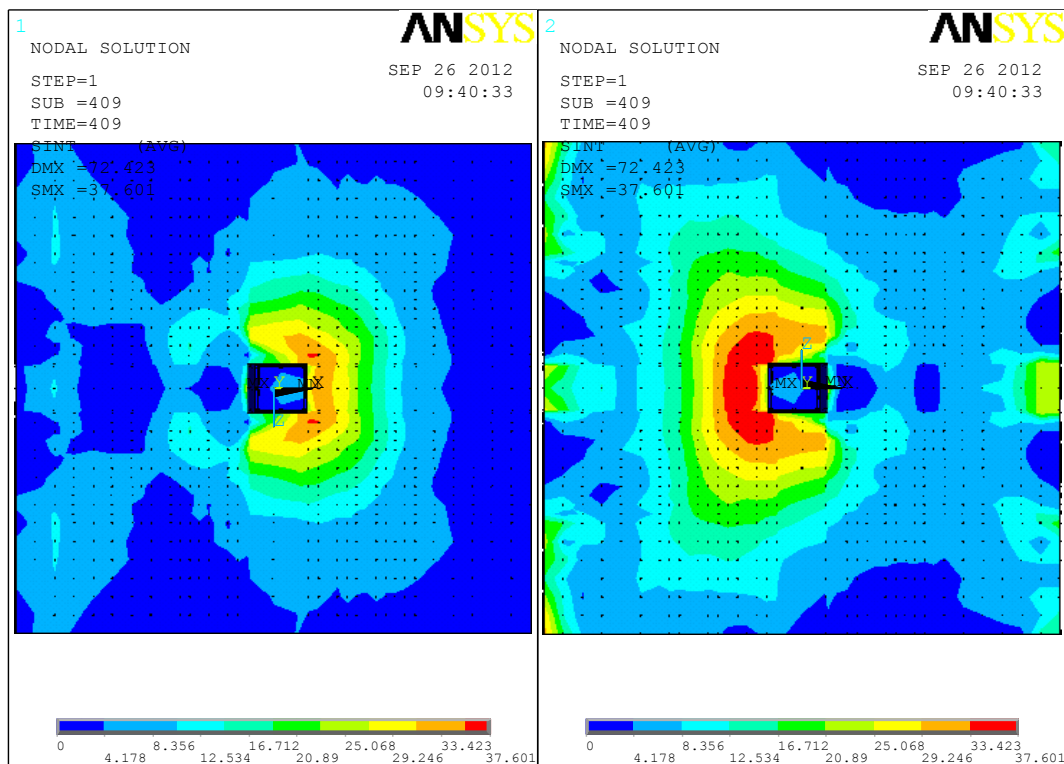 1
ANSYS
NODAL SOLUTION
SEP 26 2012
09:40:33
STEP=1
SUB =409
TIME=409
SINT (AVG)
DMX =72.423
SMX =37.601
MX
Y
MN
X
Z
0
4.178
8.356
12.534
16.712
20.89
25.068
29.246
33.423
37.601
2
ANSYS
NODAL SOLUTION
SEP 26 2012
09:40:33
STEP=1
SUB =409
TIME=409
SINT (AVG)
DMX =72.423
SMX =37.601
Z
MX
Y
X
0
4.178
8.356
12.534
16.712
20.89
25.068
29.246
33.423
37.601